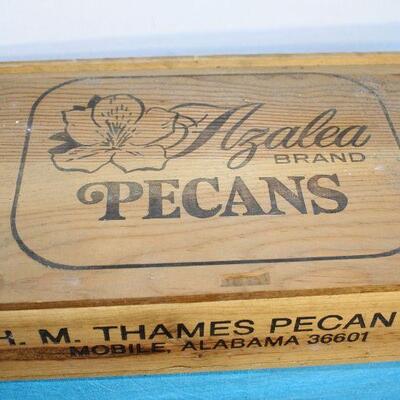 Azalea
BRAND
PECANS
H. M. THAMES PECAN
MOBILE, ALABAMA 36601